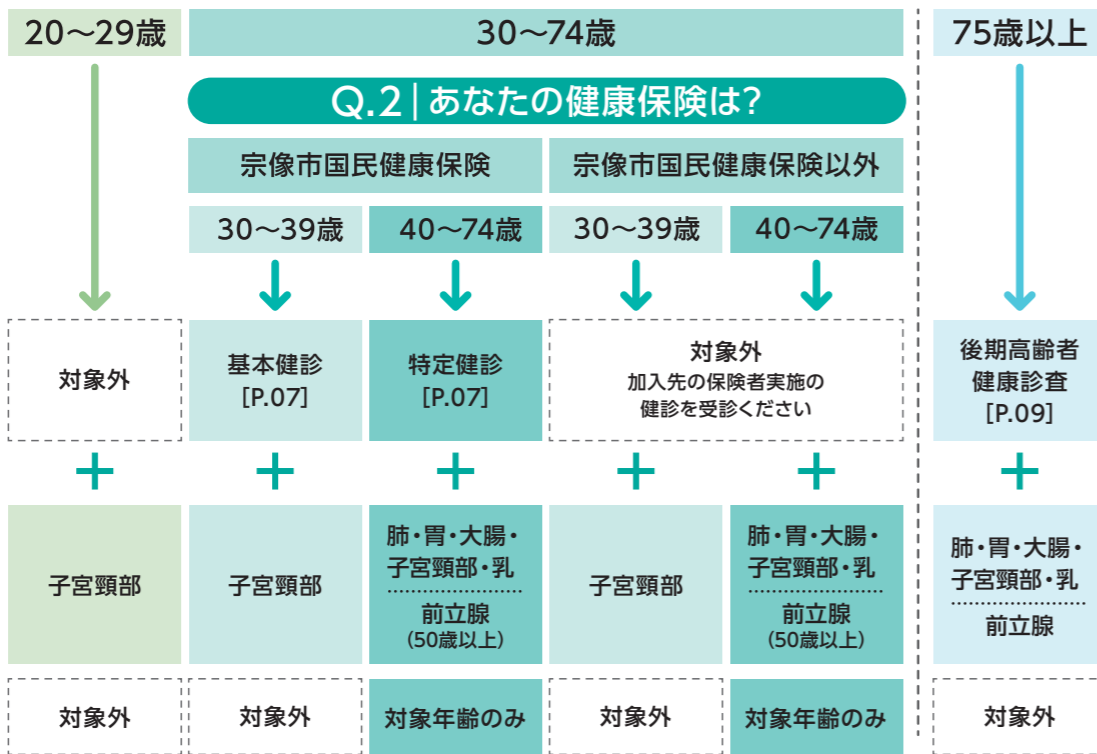 20〜29歳
30〜74歳
75歳以上
Q.2|あなたの健康保険は?
宗像市国民健康保険
宗像市国民健康保険以外
30〜39歳
40〜74歳
30〜39歳
40〜74歳
対象外
基本健診
[P.07]
特定健診
[P.07]
対象外
加入先の保険者実施の
健診を受診ください
後期高齢者
健康診査
[P.09]
+
+
+
+
+
+
子宮頸部
子宮頸部
肺・胃・大腸・
子宮頸部・乳
前立腺
(50歳以上)
子宮頸部
肺・胃・大腸・
子宮頸部・乳
前立腺
(50歳以上)
肺・胃・大腸・
子宮頸部・乳
前立腺
対象外
対象外
対象年齢のみ
対象外
対象年齢のみ
対象外